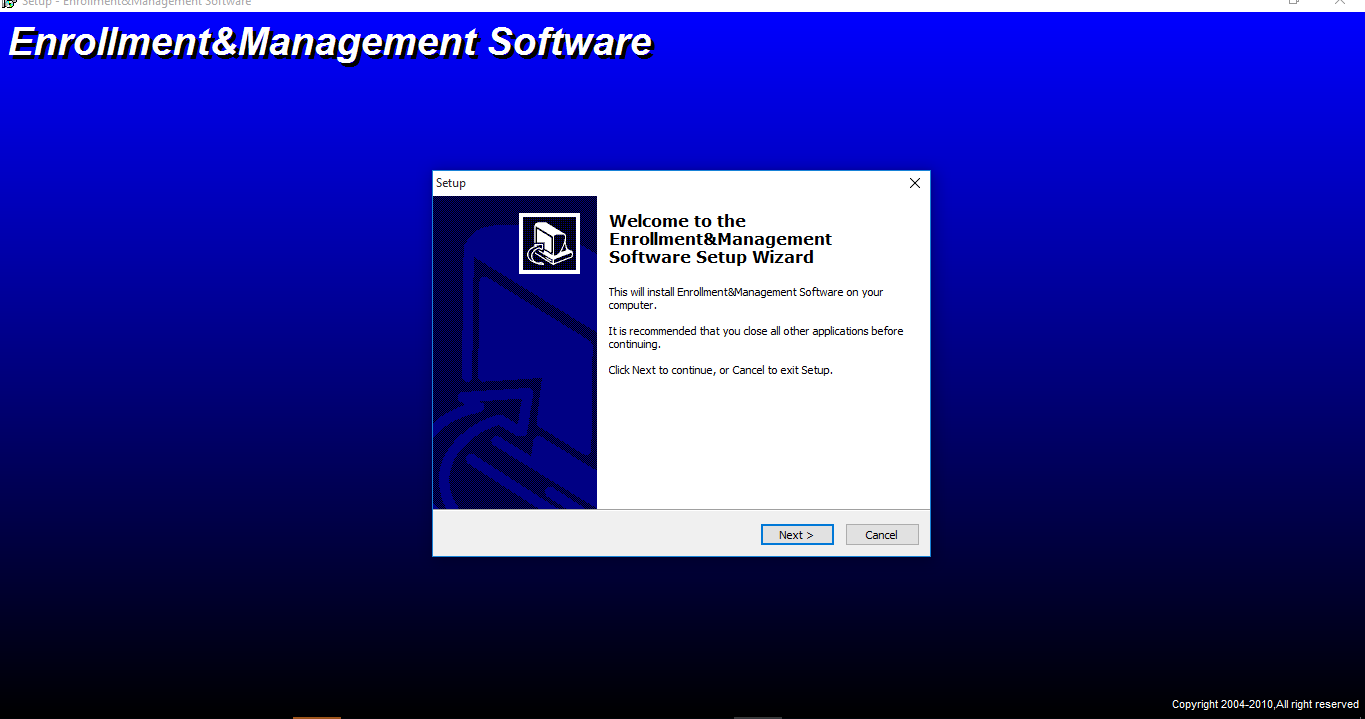 Setup - Enrollment&Management Software
Enrollment&Management Software
Setup
Welcome to the
Enrollment&Management
Software Setup Wizard
This will install Enrollment&Management Software on your
computer.
It is recommended that you close all other applications before
continuing.
Click Next to continue, or Cancel to exit Setup.
Next >
Cancel
Copyright 2004-2010,All right reserved